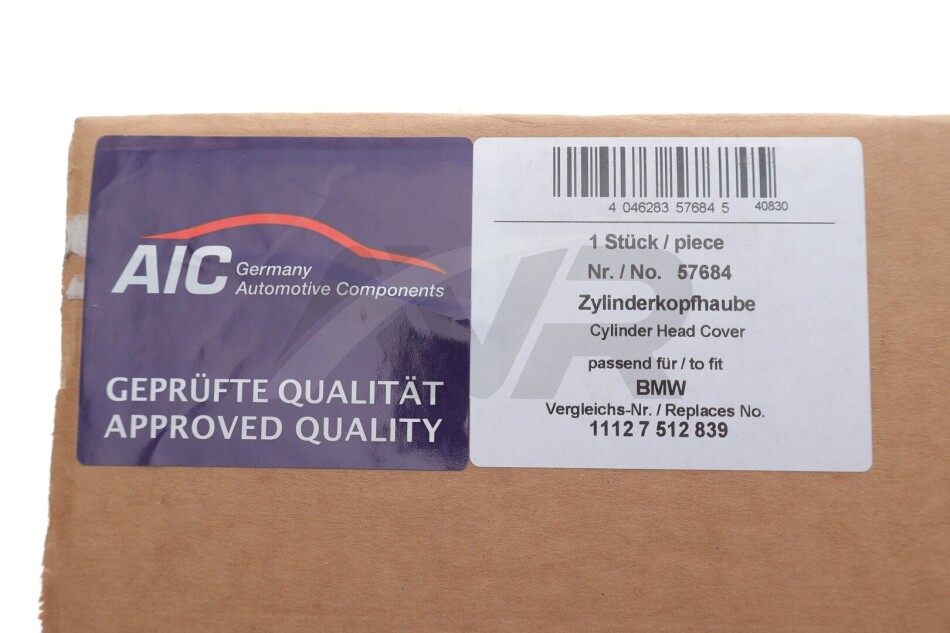 AIC Germany
Automotive Components
GEPRÜFTE QUALITÄT
APPROVED QUALITY
4 046283 57684 5 40830
1 Stück / piece
Nr. / No. 57684
Zylinderkopfhaube
Cylinder Head Cover
passend für / to fit
BMW
Vergleichs-Nr. / Replaces No.
1112 7 512 839